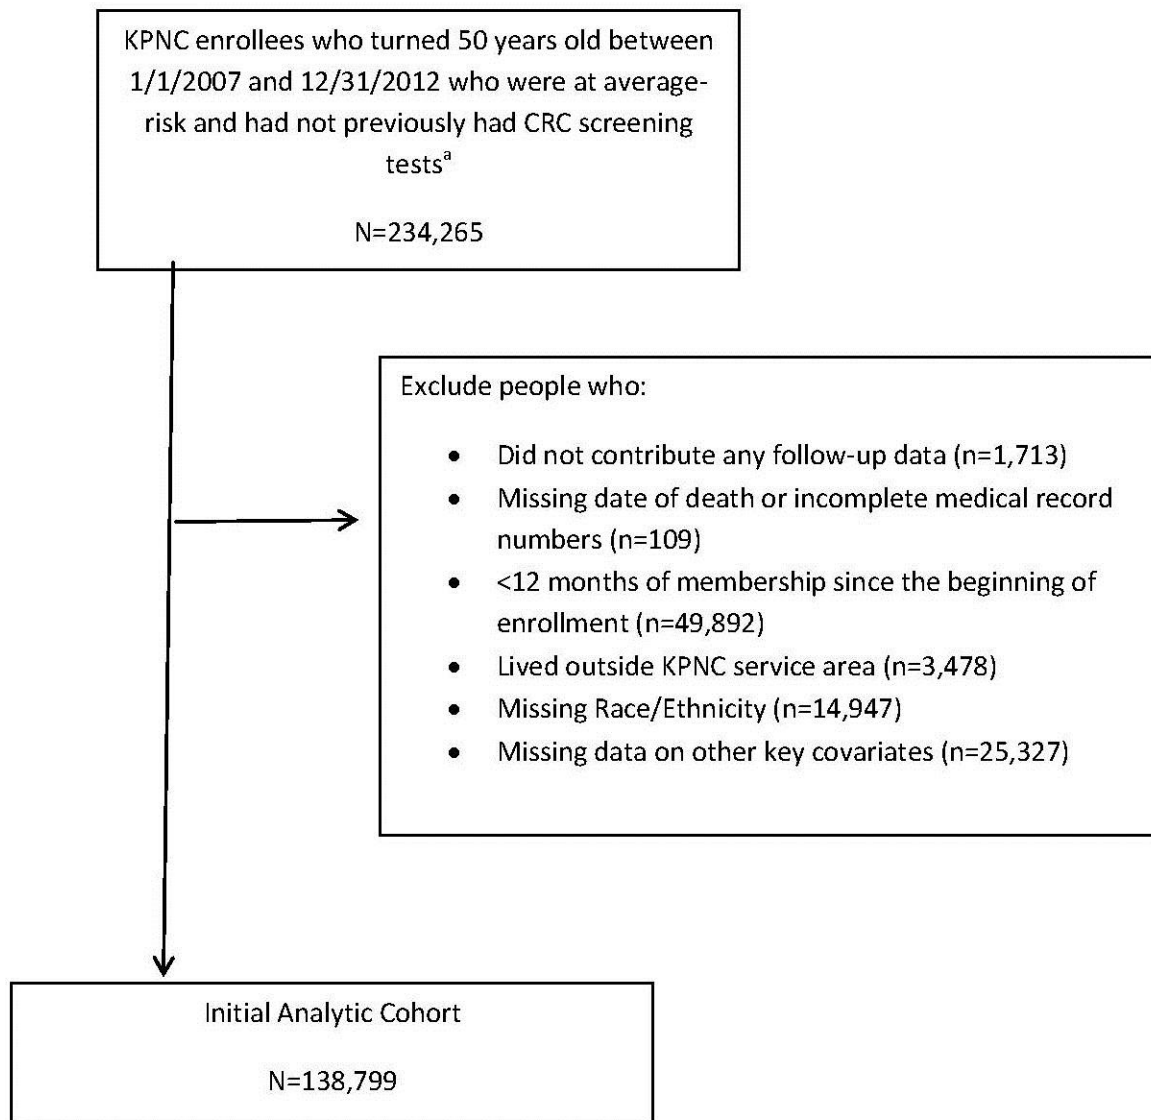 KPNC enrollees who turned 50 years old between
1/1/2007 and 12/31/2012 who were at average-
risk and had not previously had CRC screening
testsᵃ
N=234,265
Exclude people who:
• Did not contribute any follow-up data (n=1,713)
• Missing date of death or incomplete medical record
numbers (n=109)
• <12 months of membership since the beginning of
enrollment (n=49,892)
• Lived outside KPNC service area (n=3,478)
• Missing Race/Ethnicity (n=14,947)
• Missing data on other key covariates (n=25,327)
Initial Analytic Cohort
N=138,799